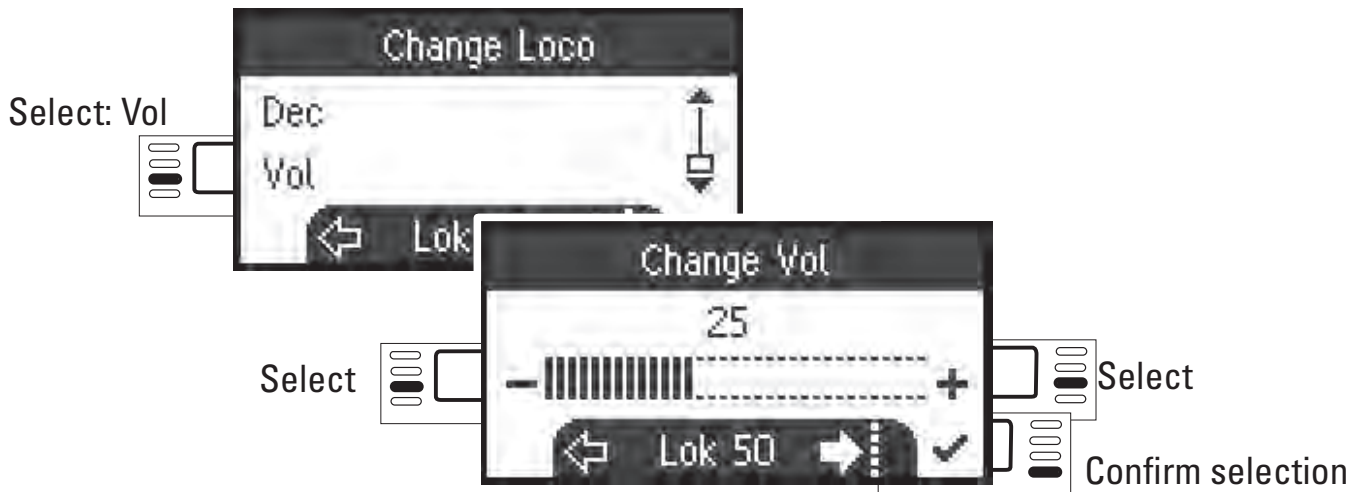 Change Loco
Select: Vol
Dec
Vol
Lok
Change Vol
25
Select
Select
Lok 50
Confirm selection